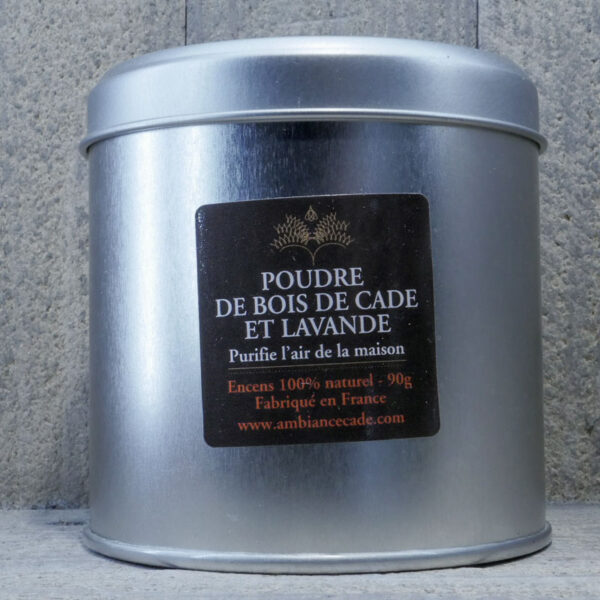 POUDRE
DE BOIS DE CADE
ET LAVANDE
Purifie l'air de la maison
Encens 100% naturel - 90g
Fabriqué en France
www.ambiancecade.com